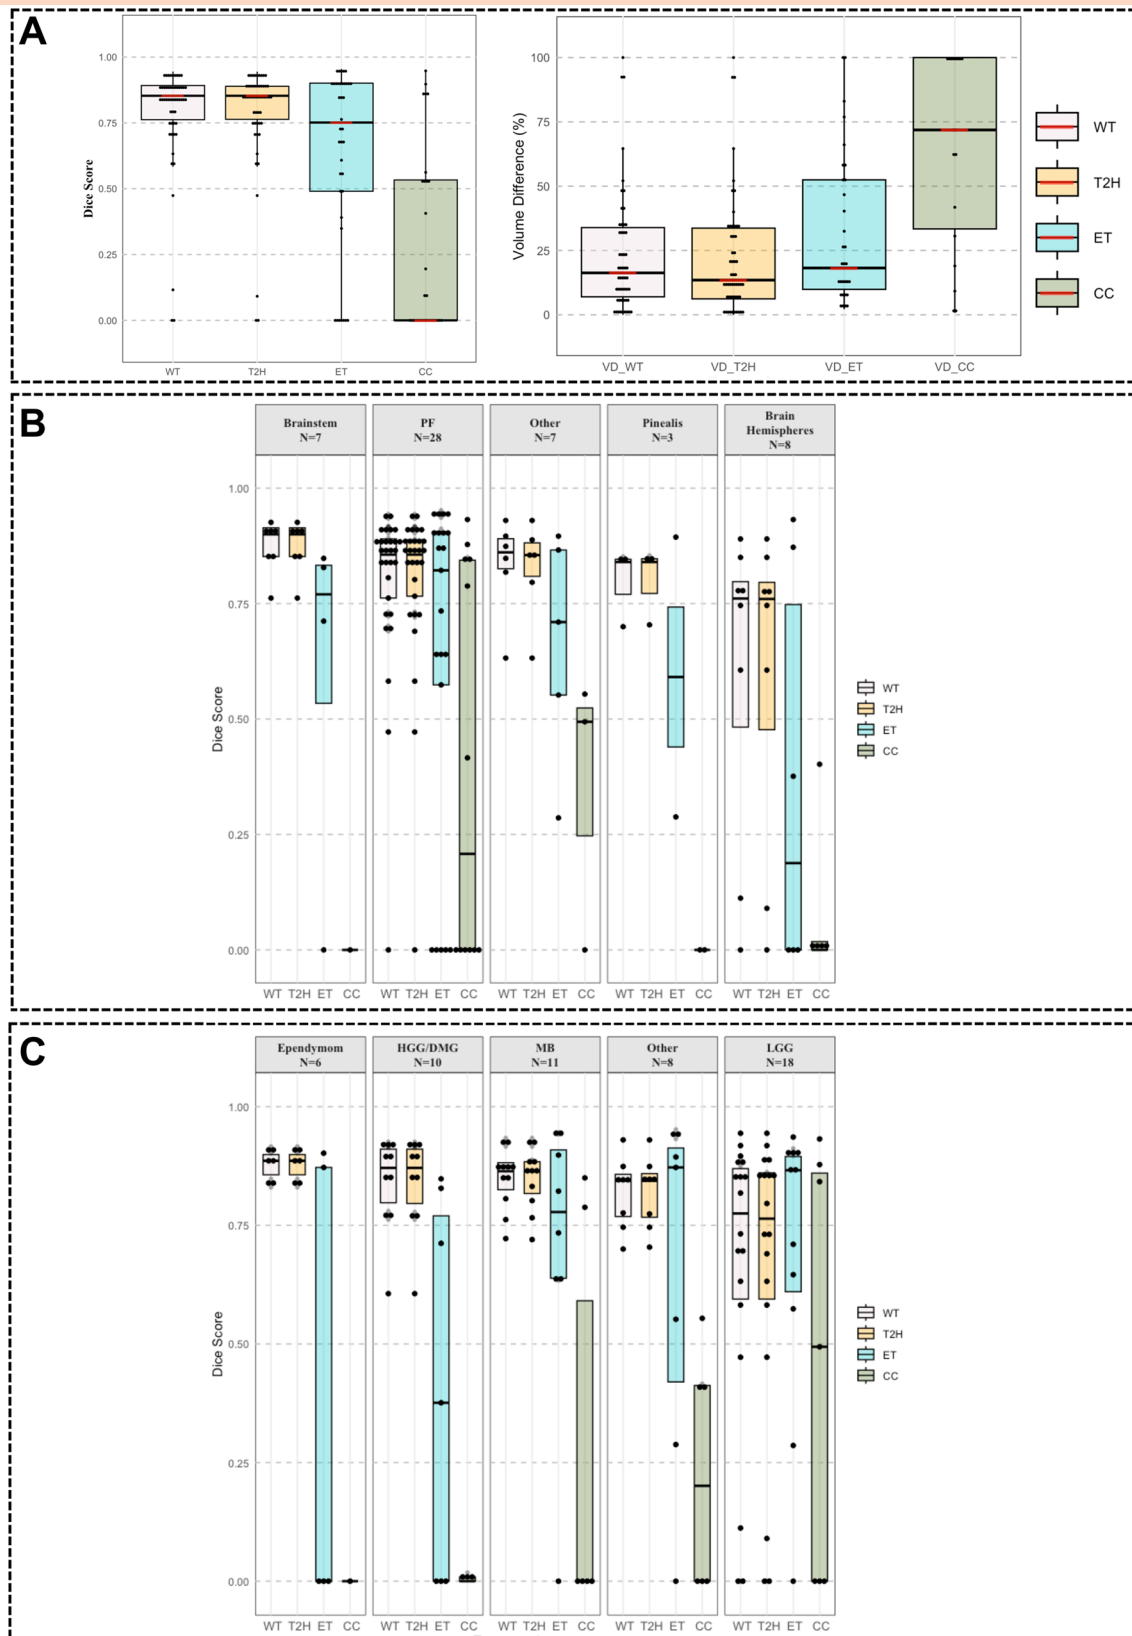 A
1.00
0.75
0.50
0.25
0.00
Dice Score
WT T2H ET CC
100
75
50
25
0
Volume Difference (%)
VD_WT VD_T2H VD_ET VD_CC
WT
T2H
ET
CC
B
Brainstem
N=7
PF
N=28
Other
N=7
Pinealis
N=3
Brain
Hemispheres
N=8
1.00
0.75
0.50
0.25
0.00
Dice Score
WT T2H ET CC
WT T2H ET CC
WT T2H ET CC
WT T2H ET CC
WT T2H ET CC
WT
T2H
ET
CC
C
Ependymom
N=6
HGG/DMG
N=10
MB
N=11
Other
N=8
LGG
N=18
1.00
0.75
0.50
0.25
0.00
Dice Score
WT T2H ET CC
WT T2H ET CC
WT T2H ET CC
WT T2H ET CC
WT T2H ET CC
WT
T2H
ET
CC